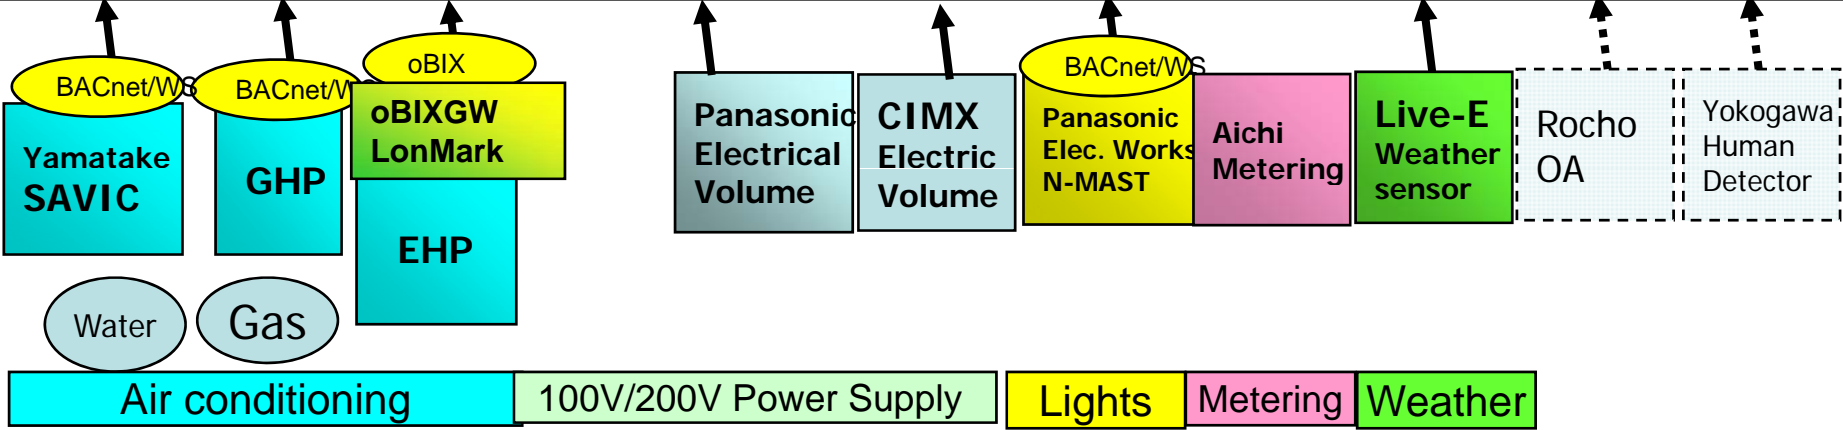 BACnet/WS
BACnet/W
oBIX
BACnet/WS
Yamatake
SAVIC
GHP
oBIXGW
LonMark
EHP
Panasonic
Electrical
Volume
CIMX
Electric
Volume
Panasonic
Elec. Works
N-MAST
Aichi
Metering
Live-E
Weather
sensor
Rocho
OA
Yokogawa
Human
Detector
Water
Gas
Air conditioning
100V/200V Power Supply
Lights
Metering
Weather